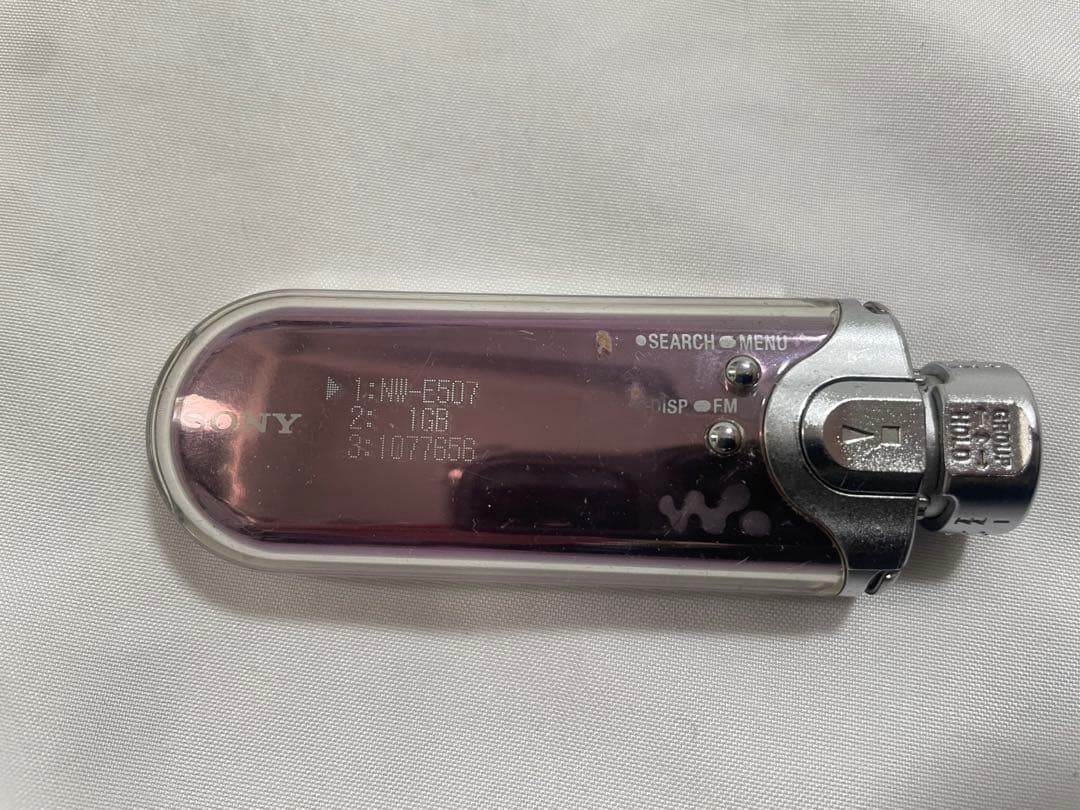 SONY
1:NW-E507
2: 1GB
3:1077656
SEARCH MENU
DISP FM
GROUP
HOLD